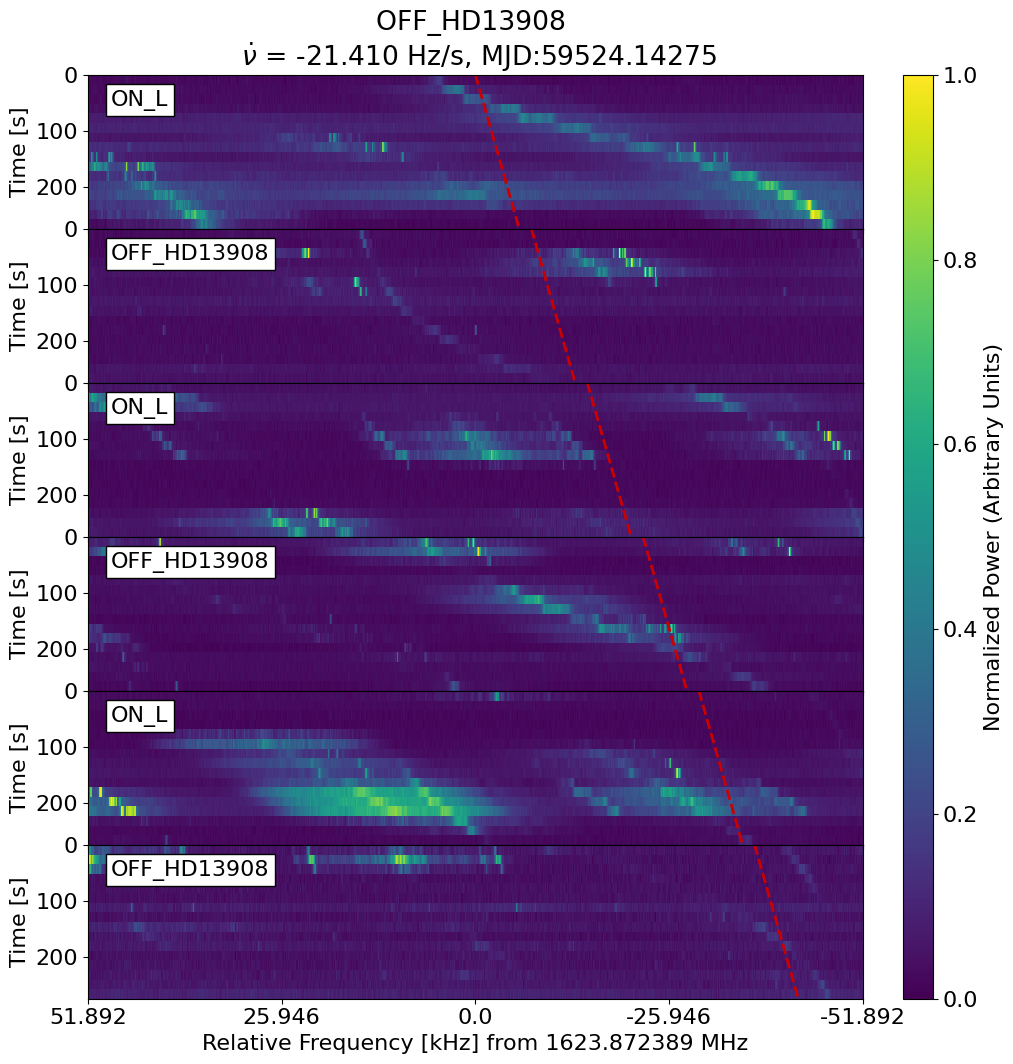 OFF_HD13908
ν̇ = -21.410 Hz/s, MJD:59524.14275
0
ON_L
100
200
Time [s]
0
OFF_HD13908
100
200
Time [s]
0
ON_L
100
200
Time [s]
0
OFF_HD13908
100
200
Time [s]
0
ON_L
100
200
Time [s]
0
OFF_HD13908
100
200
Time [s]
51.892 25.946 0.0 -25.946 -51.892
Relative Frequency [kHz] from 1623.872389 MHz
1.0
0.8
0.6
0.4
0.2
0.0
Normalized Power (Arbitrary Units)